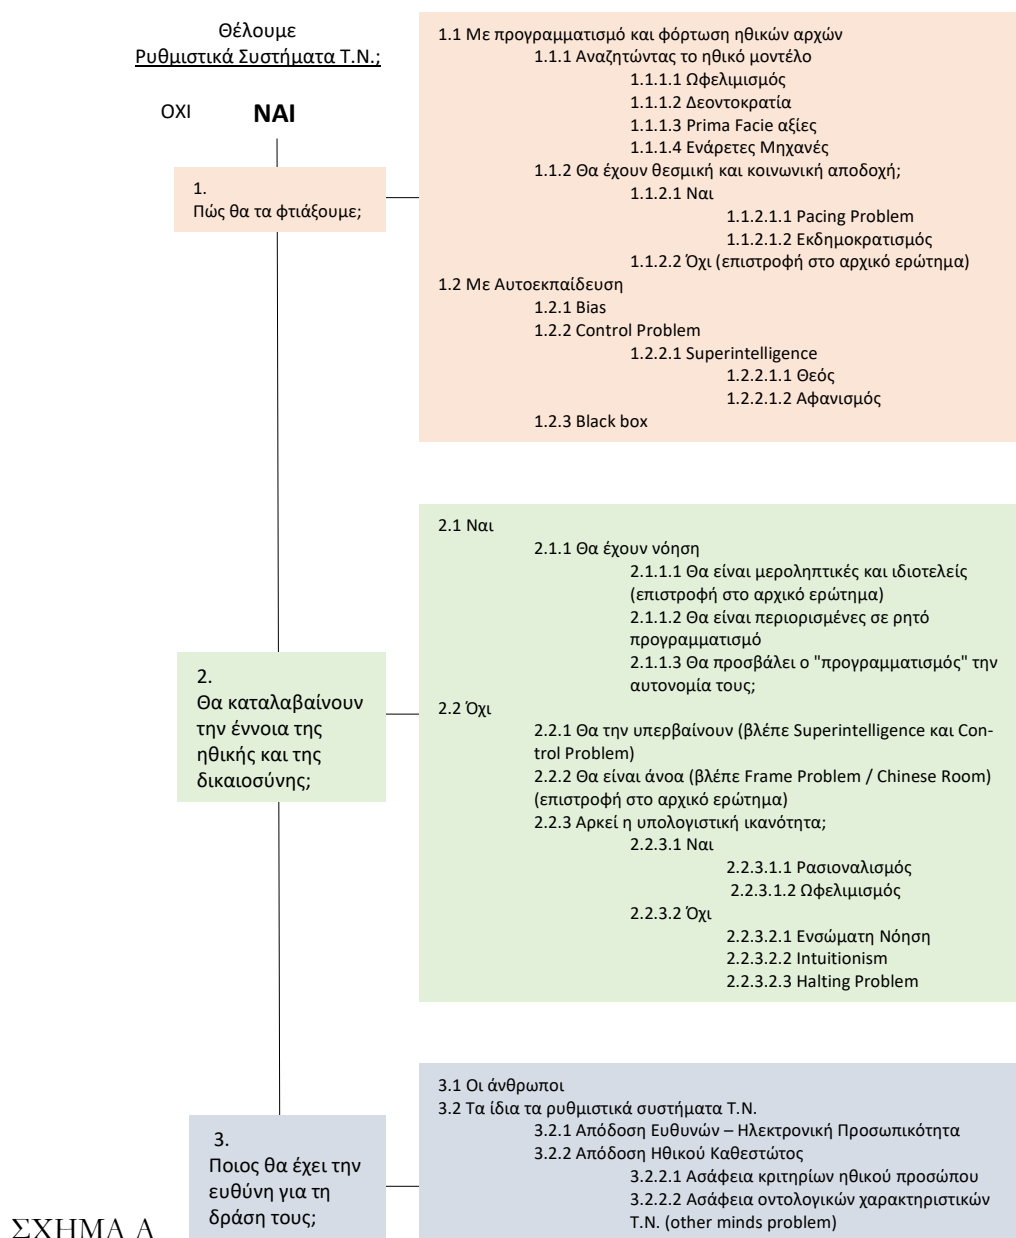 Θέλουμε
Ρυθμιστικά Συστήματα Τ.Ν.;
ΟΧΙ ΝΑΙ
1.
Πώς θα τα φτιάξουμε;
1.1 Με προγραμματισμό και φόρτωση ηθικών αρχών
1.1.1 Αναζητώντας το ηθικό μοντέλο
1.1.1.1 Ωφελιμισμός
1.1.1.2 Δεοντοκρατία
1.1.1.3 Prima Facie αξίες
1.1.1.4 Ενάρετες Μηχανές
1.1.2 Θα έχουν θεσμική και κοινωνική αποδοχή;
1.1.2.1 Ναι
1.1.2.1.1 Pacing Problem
1.1.2.1.2 Εκδημοκρατισμός
1.1.2.2 Όχι (επιστροφή στο αρχικό ερώτημα)
1.2 Με Αυτοεκπαίδευση
1.2.1 Bias
1.2.2 Control Problem
1.2.2.1 Superintelligence
1.2.2.1.1 Θεός
1.2.2.1.2 Αφανισμός
1.2.3 Black box
2.
Θα καταλαβαίνουν
την έννοια της
ηθικής και της
δικαιοσύνης;
2.1 Ναι
2.1.1 Θα έχουν νόηση
2.1.1.1 Θα είναι μεροληπτικές και ιδιοτελείς
(επιστροφή στο αρχικό ερώτημα)
2.1.1.2 Θα είναι περιορισμένες σε ρητό
προγραμματισμό
2.1.1.3 Θα προσβάλει ο "προγραμματισμός" την
αυτονομία τους;
2.2 Όχι
2.2.1 Θα την υπερβαίνουν (βλέπε Superintelligence και Con-
trol Problem)
2.2.2 Θα είναι άνοα (βλέπε Frame Problem / Chinese Room)
(επιστροφή στο αρχικό ερώτημα)
2.2.3 Αρκεί η υπολογιστική ικανότητα;
2.2.3.1 Ναι
2.2.3.1.1 Ρασιοναλισμός
2.2.3.1.2 Ωφελιμισμός
2.2.3.2 Όχι
2.2.3.2.1 Ενσώματη Νόηση
2.2.3.2.2 Intuitionism
2.2.3.2.3 Halting Problem
3.
Ποιος θα έχει την
ευθύνη για τη
δράση τους;
3.1 Οι άνθρωποι
3.2 Τα ίδια τα ρυθμιστικά συστήματα Τ.Ν.
3.2.1 Απόδοση Ευθυνών – Ηλεκτρονική Προσωπικότητα
3.2.2 Απόδοση Ηθικού Καθεστώτος
3.2.2.1 Ασάφεια κριτηρίων ηθικού προσώπου
3.2.2.2 Ασάφεια οντολογικών χαρακτηριστικών
Τ.Ν. (other minds problem)
ΣΧΗΜΑ Α